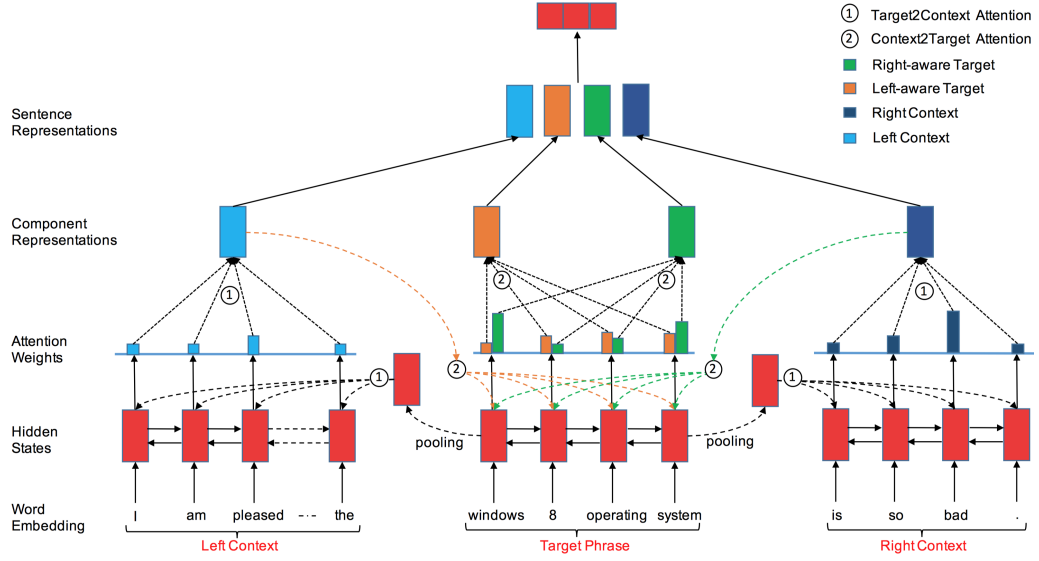 ① Target2Context Attention
② Context2Target Attention
Right-aware Target
Left-aware Target
Right Context
Left Context
Sentence
Representations
Component
Representations
② ②
① ①
Attention
Weights
① ② ② ①
Hidden
States
pooling pooling
Word
Embedding
I am pleased the windows 8 operating system is so bad .
Left Context Target Phrase Right Context